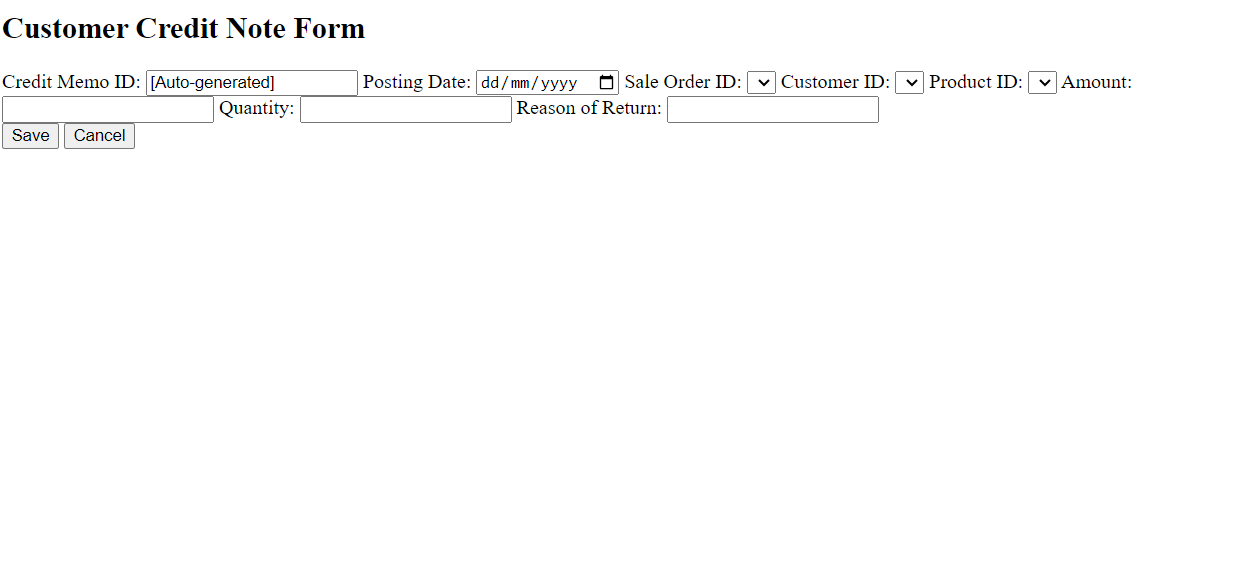 Customer Credit Note Form
Credit Memo ID: [Auto-generated] Posting Date: dd/mm/yyyy Sale Order ID: Customer ID: Product ID: Amount:
Quantity: Reason of Return:
Save Cancel